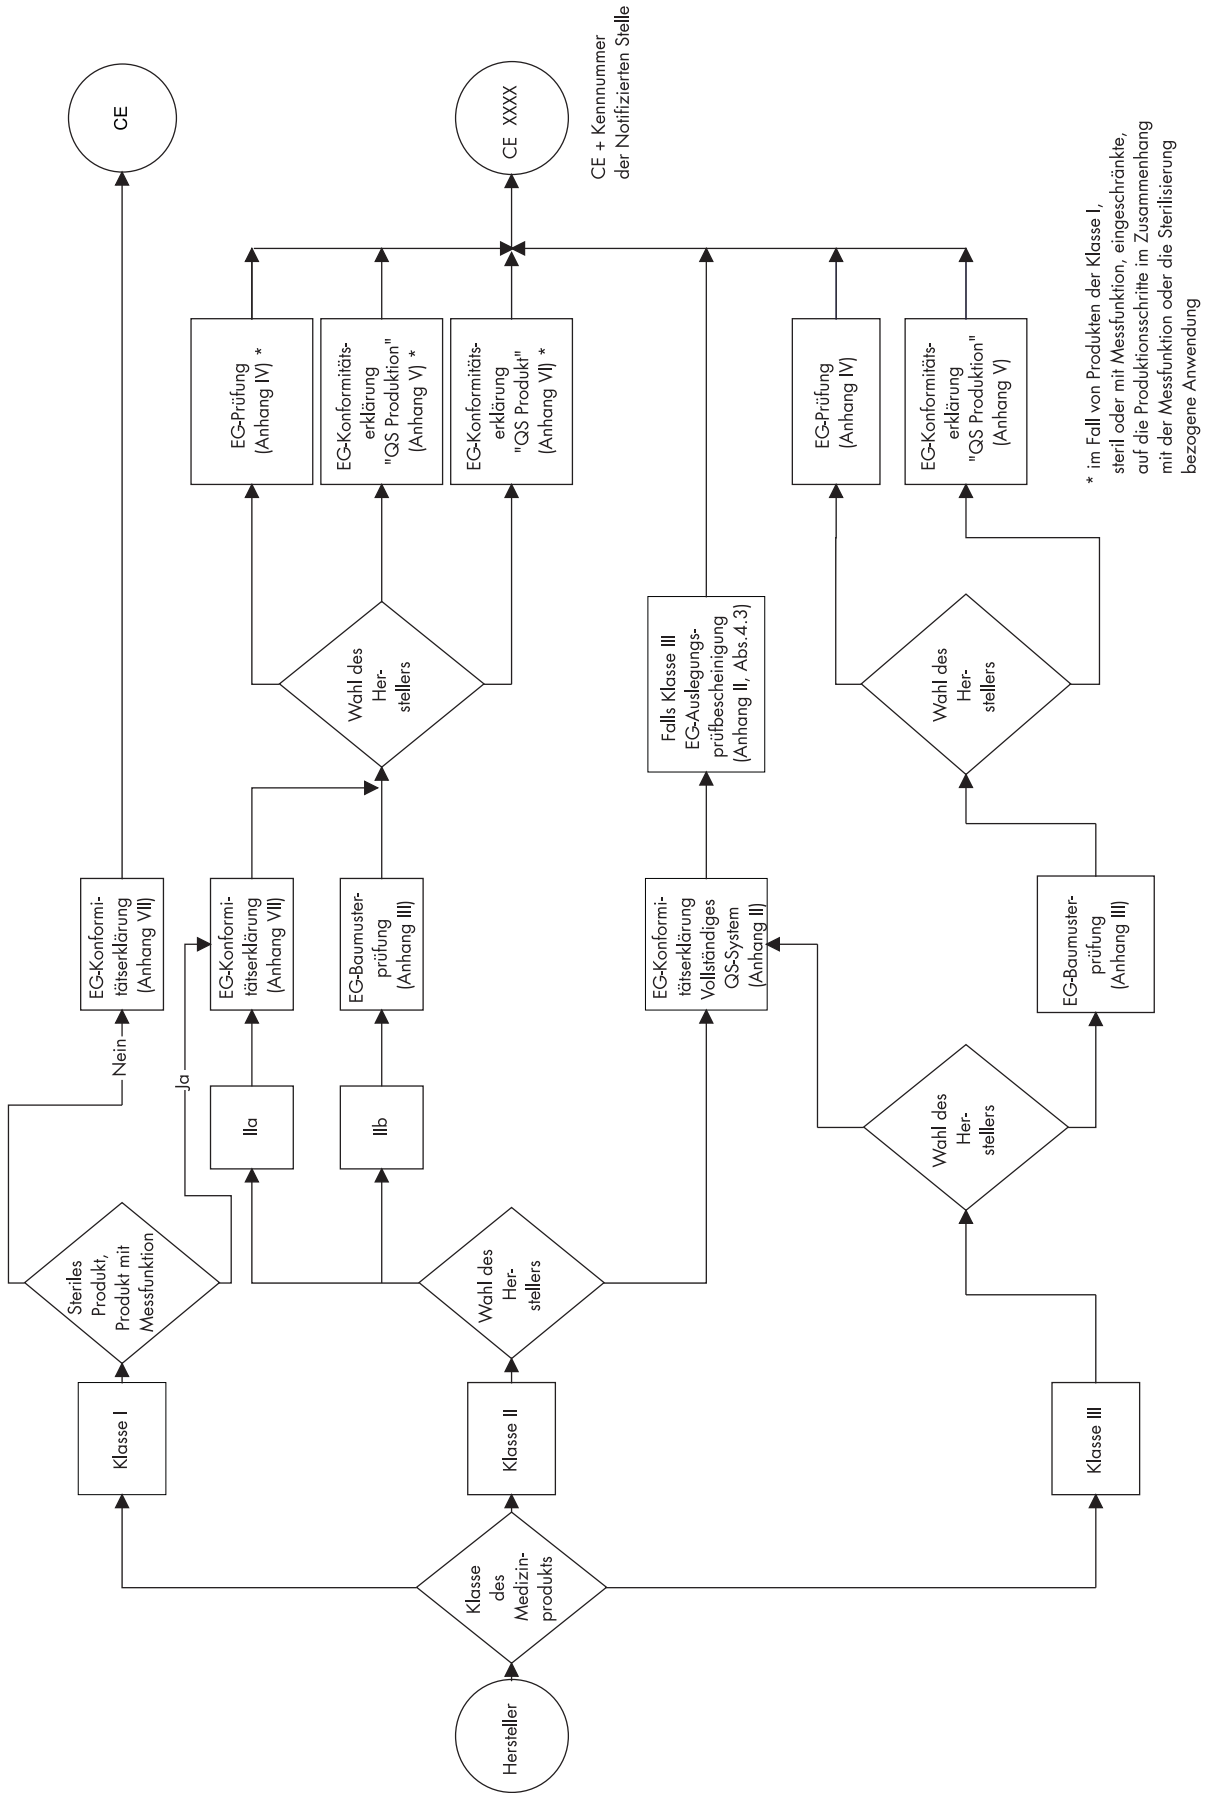 Hersteller
Klasse
des
Medizin-
produkts
Klasse I
Klasse II
Klasse III
Steriles
Produkt,
Produkt mit
Messfunktion
Wahl des
Her-
stellers
Nein
Ja
IIa
IIb
Wahl des
Her-
stellers
EG-Konformi-
tätserklärung
(Anhang VII)
EG-Konformi-
tätserklärung
(Anhang VII)
EG-Baumuster-
prüfung
(Anhang III)
EG-Konformi-
tätserklärung
Vollständiges
QS-System
(Anhang II)
EG-Baumuster-
prüfung
(Anhang III)
Wahl des
Her-
stellers
Falls Klasse III
EG-Auslegungs-
prüfbescheinigung
(Anhang II, Abs.4.3)
Wahl des
Her-
stellers
EG-Prüfung
(Anhang IV) *
EG-Konformitäts-
erklärung
"QS Produktion"
(Anhang V) *
EG-Konformitäts-
erklärung
"QS Produkt"
(Anhang VI) *
EG-Prüfung
(Anhang IV)
EG-Konformitäts-
erklärung
"QS Produktion"
(Anhang V)
CE
CE XXXX
CE + Kennnummer
der Notifizierten Stelle
* im Fall von Produkten der Klasse I,
steril oder mit Messfunktion, eingeschränkte,
auf die Produktionsschritte im Zusammenhang
mit der Messfunktion oder die Sterilisierung
bezogene Anwendung